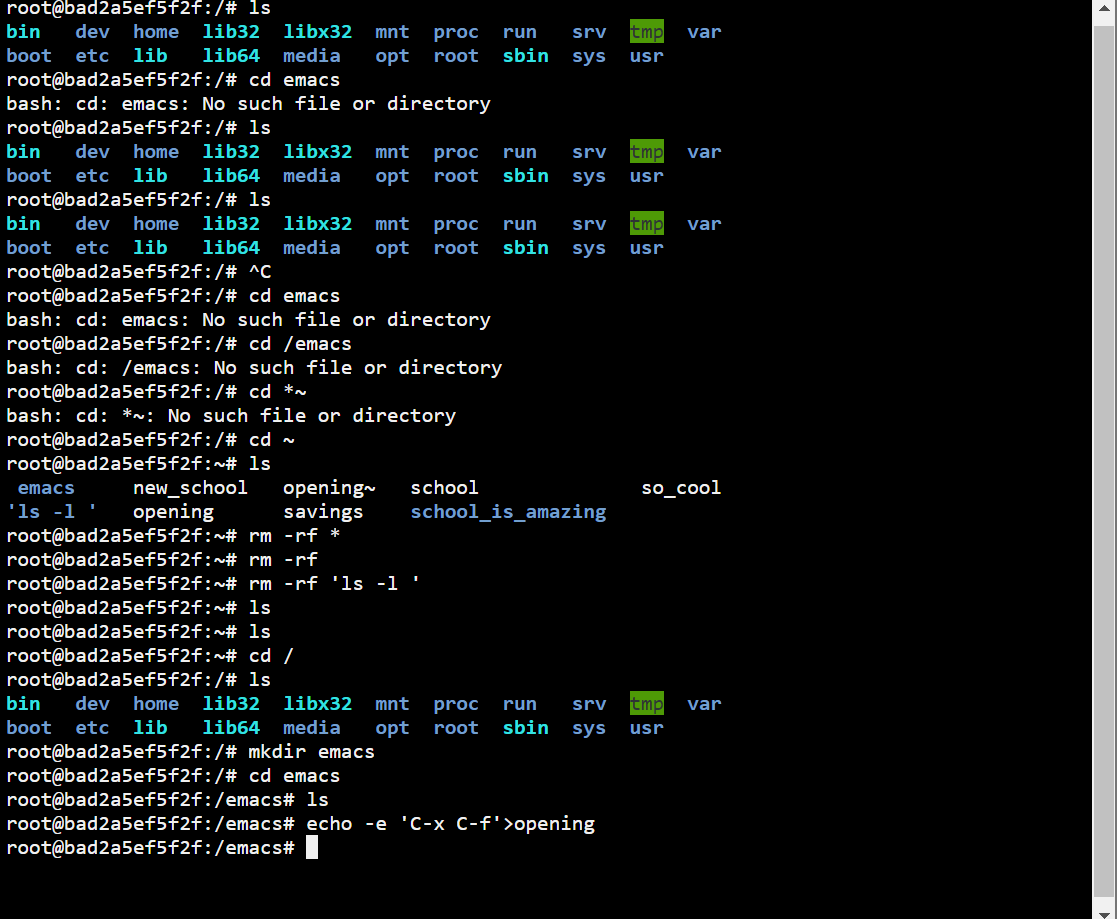 root@bad2a5ef5f2f:/# ls
bin   dev  home  lib32  libx32  mnt  proc  run   srv  tmp  var
boot  etc  lib   lib64  media   opt  root  sbin  sys  usr
root@bad2a5ef5f2f:/# cd emacs
bash: cd: emacs: No such file or directory
root@bad2a5ef5f2f:/# ls
bin   dev  home  lib32  libx32  mnt  proc  run   srv  tmp  var
boot  etc  lib   lib64  media   opt  root  sbin  sys  usr
root@bad2a5ef5f2f:/# ls
bin   dev  home  lib32  libx32  mnt  proc  run   srv  tmp  var
boot  etc  lib   lib64  media   opt  root  sbin  sys  usr
root@bad2a5ef5f2f:/# ^C
root@bad2a5ef5f2f:/# cd emacs
bash: cd: emacs: No such file or directory
root@bad2a5ef5f2f:/# cd /emacs
bash: cd: /emacs: No such file or directory
root@bad2a5ef5f2f:/# cd *~
bash: cd: *~: No such file or directory
root@bad2a5ef5f2f:/# cd ~
root@bad2a5ef5f2f:~# ls
 emacs     new_school   opening~   school              so_cool
'ls -l '   opening      savings    school_is_amazing
root@bad2a5ef5f2f:~# rm -rf *
root@bad2a5ef5f2f:~# rm -rf
root@bad2a5ef5f2f:~# rm -rf 'ls -l '
root@bad2a5ef5f2f:~# ls
root@bad2a5ef5f2f:~# ls
root@bad2a5ef5f2f:~# cd /
root@bad2a5ef5f2f:/# ls
bin   dev  home  lib32  libx32  mnt  proc  run   srv  tmp  var
boot  etc  lib   lib64  media   opt  root  sbin  sys  usr
root@bad2a5ef5f2f:/# mkdir emacs
root@bad2a5ef5f2f:/# cd emacs
root@bad2a5ef5f2f:/emacs# ls
root@bad2a5ef5f2f:/emacs# echo -e 'C-x C-f'>opening
root@bad2a5ef5f2f:/emacs#